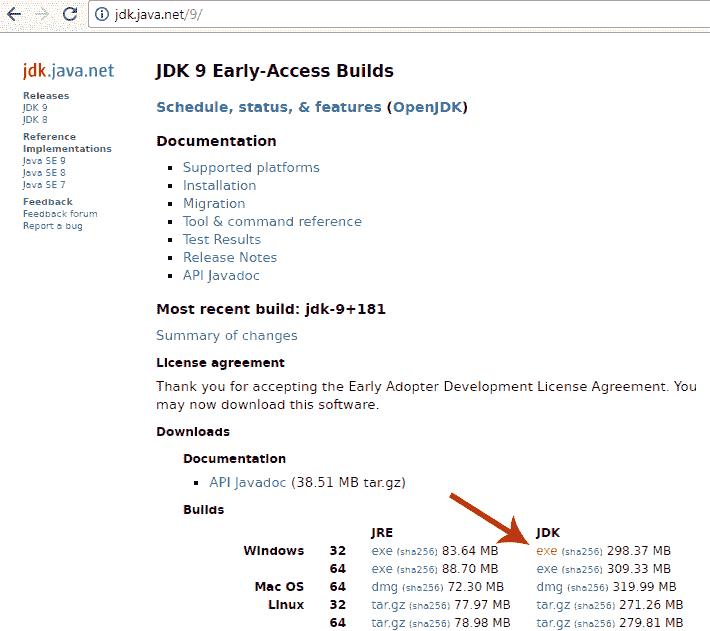 jdk.java.net/9/
jdk.java.net
Releases
JDK 9
JDK 8
Reference
Implementations
Java SE 9
Java SE 8
Java SE 7
Feedback
Feedback forum
Report a bug
JDK 9 Early-Access Builds
Schedule, status, & features (OpenJDK)
Documentation
Supported platforms
Installation
Migration
Tool & command reference
Test Results
Release Notes
API Javadoc
Most recent build: jdk-9+181
Summary of changes
License agreement
Thank you for accepting the Early Adopter Development License Agreement. You
may now download this software.
Downloads
Documentation
API Javadoc (38.51 MB tar.gz)
Builds
JRE JDK
Windows 32 exe (sha256) 83.64 MB exe (sha256) 298.37 MB
64 exe (sha256) 88.70 MB exe (sha256) 309.33 MB
Mac OS 64 dmg (sha256) 72.30 MB dmg (sha256) 319.99 MB
Linux 32 tar.gz (sha256) 77.97 MB tar.gz (sha256) 271.26 MB
64 tar.gz (sha256) 78.98 MB tar.gz (sha256) 279.81 MB